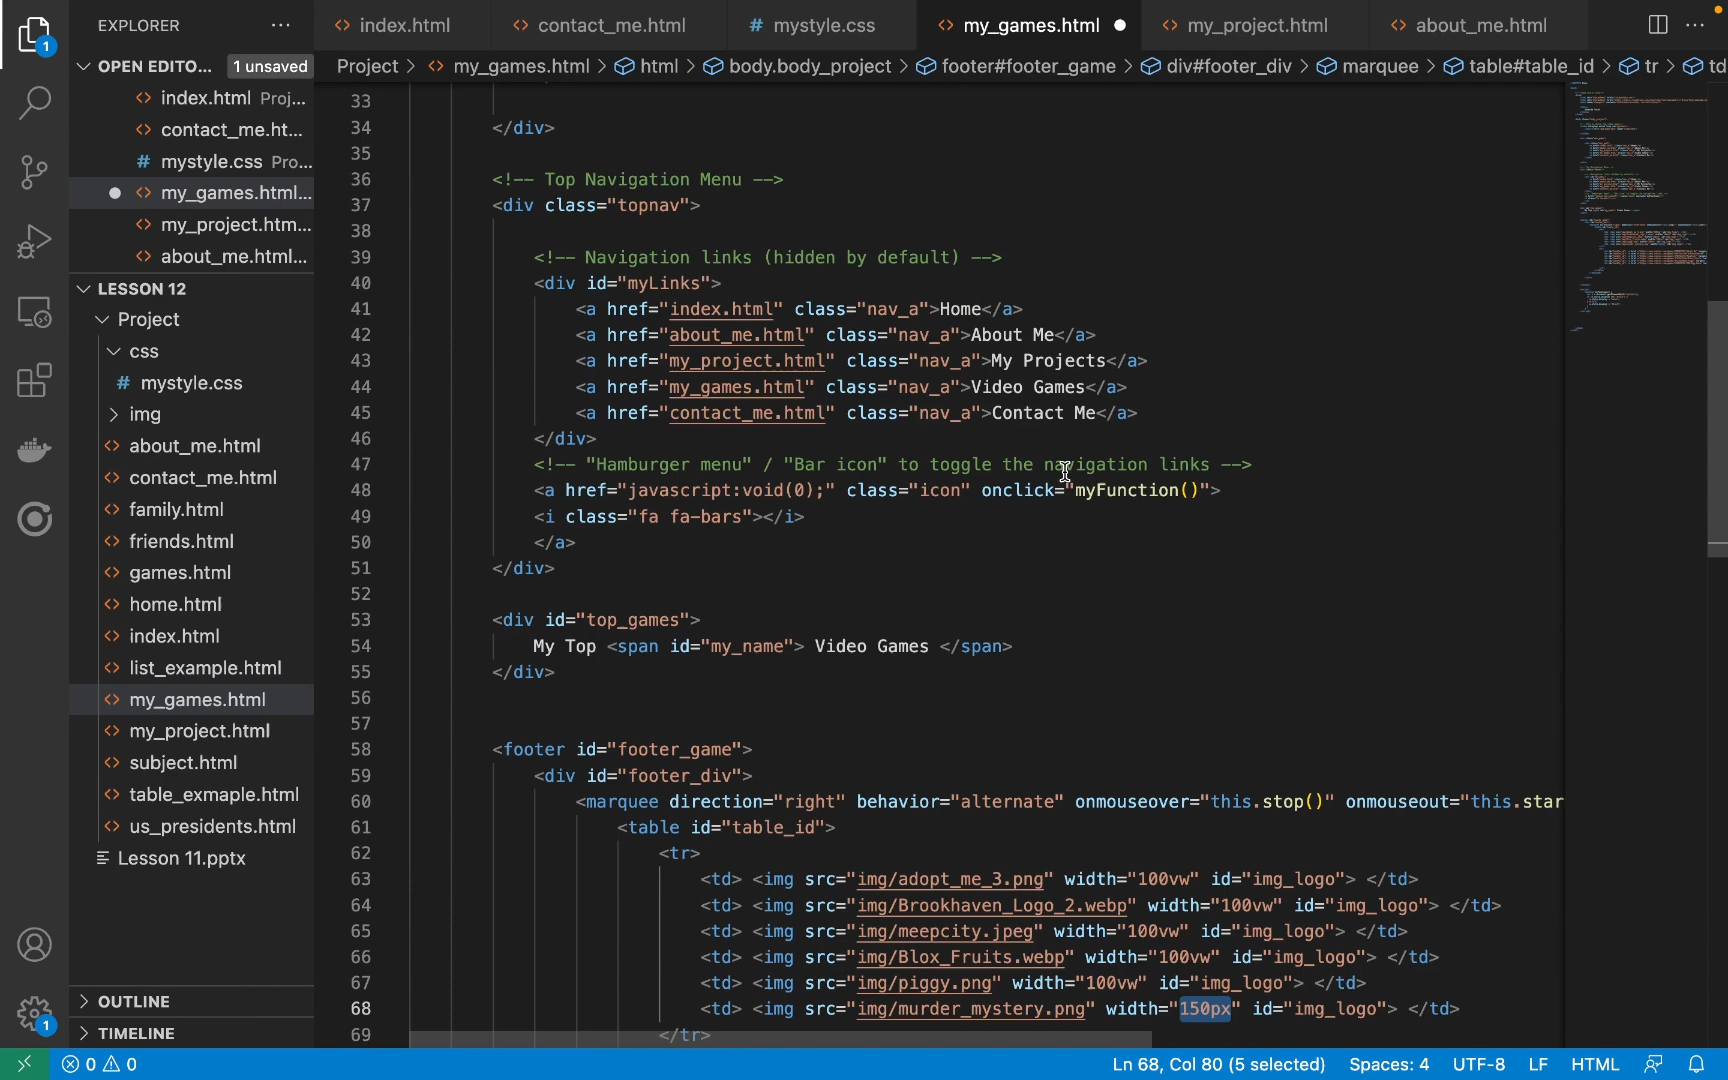 EXPLORER
OPEN EDITO... 1 unsaved
index.html Proj...
contact_me.ht...
# mystyle.css Pro...
my_games.html...
my_project.htm...
about_me.html...
LESSON 12
Project
css
# mystyle.css
img
about_me.html
contact_me.html
family.html
friends.html
games.html
home.html
index.html
list_example.html
my_games.html
my_project.html
subject.html
table_exmaple.html
us_presidents.html
Lesson 11.pptx
OUTLINE
TIMELINE
1
1
index.html contact_me.html # mystyle.css my_games.html my_project.html about_me.html
Project > my_games.html > html > body.body_project > footer#footer_game > div#footer_div > marquee > table#table_id > tr > td
33
34 </div>
35
36 <!-- Top Navigation Menu -->
37 <div class="topnav">
38
39 <!-- Navigation links (hidden by default) -->
40 <div id="myLinks">
41 <a href="index.html" class="nav_a">Home</a>
42 <a href="about_me.html" class="nav_a">About Me</a>
43 <a href="my_project.html" class="nav_a">My Projects</a>
44 <a href="my_games.html" class="nav_a">Video Games</a>
45 <a href="contact_me.html" class="nav_a">Contact Me</a>
46 </div>
47 <!-- "Hamburger menu" / "Bar icon" to toggle the navigation links -->
48 <a href="javascript:void(0);" class="icon" onclick="myFunction()">
49 <i class="fa fa-bars"></i>
50 </a>
51 </div>
52
53 <div id="top_games">
54 My Top <span id="my_name"> Video Games </span>
55 </div>
56
57
58 <footer id="footer_game">
59 <div id="footer_div">
60 <marquee direction="right" behavior="alternate" onmouseover="this.stop()" onmouseout="this.star
61 <table id="table_id">
62 <tr>
63 <td> <img src="img/adopt_me_3.png" width="100vw" id="img_logo"> </td>
64 <td> <img src="img/Brookhaven_Logo_2.webp" width="100vw" id="img_logo"> </td>
65 <td> <img src="img/meepcity.jpeg" width="100vw" id="img_logo"> </td>
66 <td> <img src="img/Blox_Fruits.webp" width="100vw" id="img_logo"> </td>
67 <td> <img src="img/piggy.png" width="100vw" id="img_logo"> </td>
68 <td> <img src="img/murder_mystery.png" width="150px" id="img_logo"> </td>
69 </tr>
0 0 Ln 68, Col 80 (5 selected) Spaces: 4 UTF-8 LF HTML